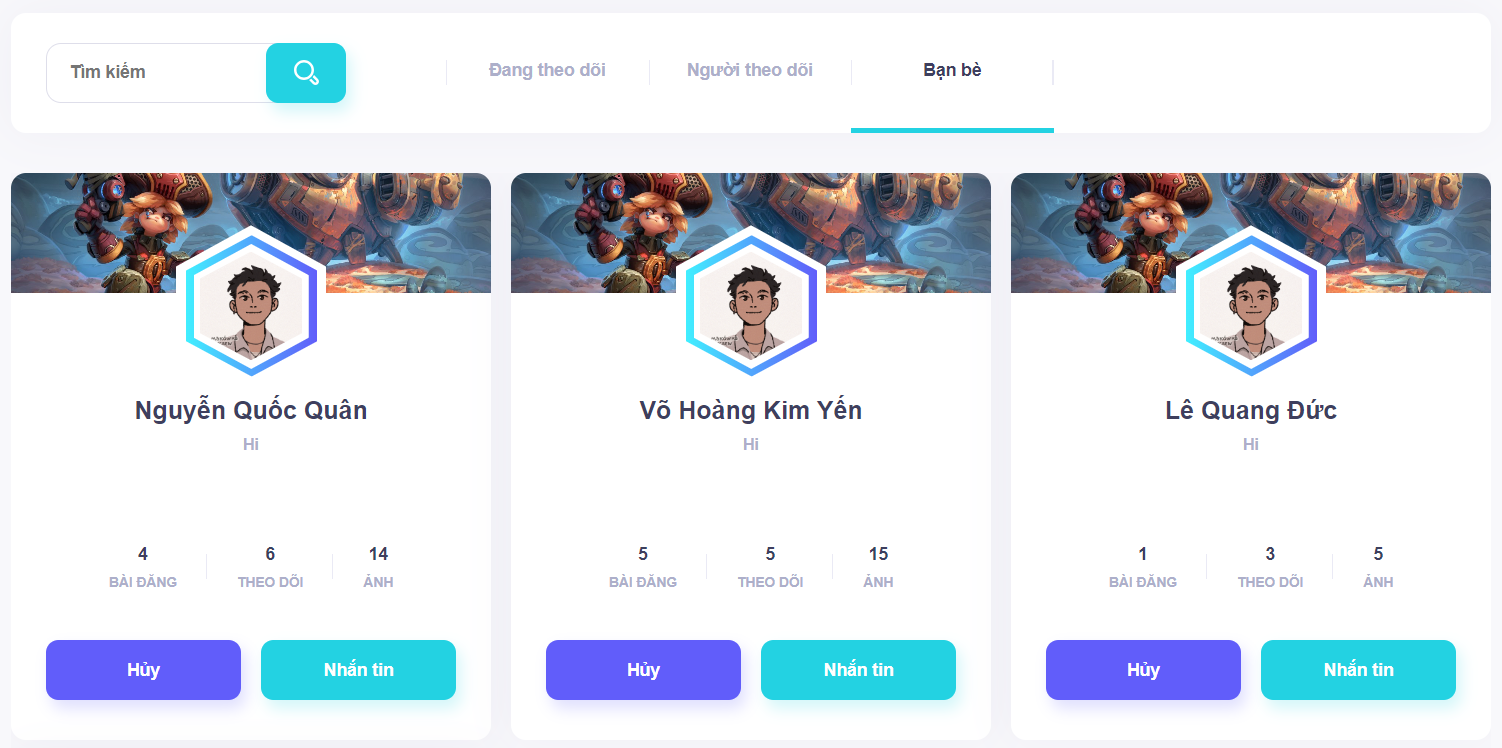 Tìm kiếm
Đang theo dõi
Người theo dõi
Bạn bè
Nguyễn Quốc Quân
Hi
4
6
14
BÀI ĐĂNG
THEO DÕI
ẢNH
Hủy
Nhắn tin
Võ Hoàng Kim Yến
Hi
5
5
15
BÀI ĐĂNG
THEO DÕI
ẢNH
Hủy
Nhắn tin
Lê Quang Đức
Hi
1
3
5
BÀI ĐĂNG
THEO DÕI
ẢNH
Hủy
Nhắn tin